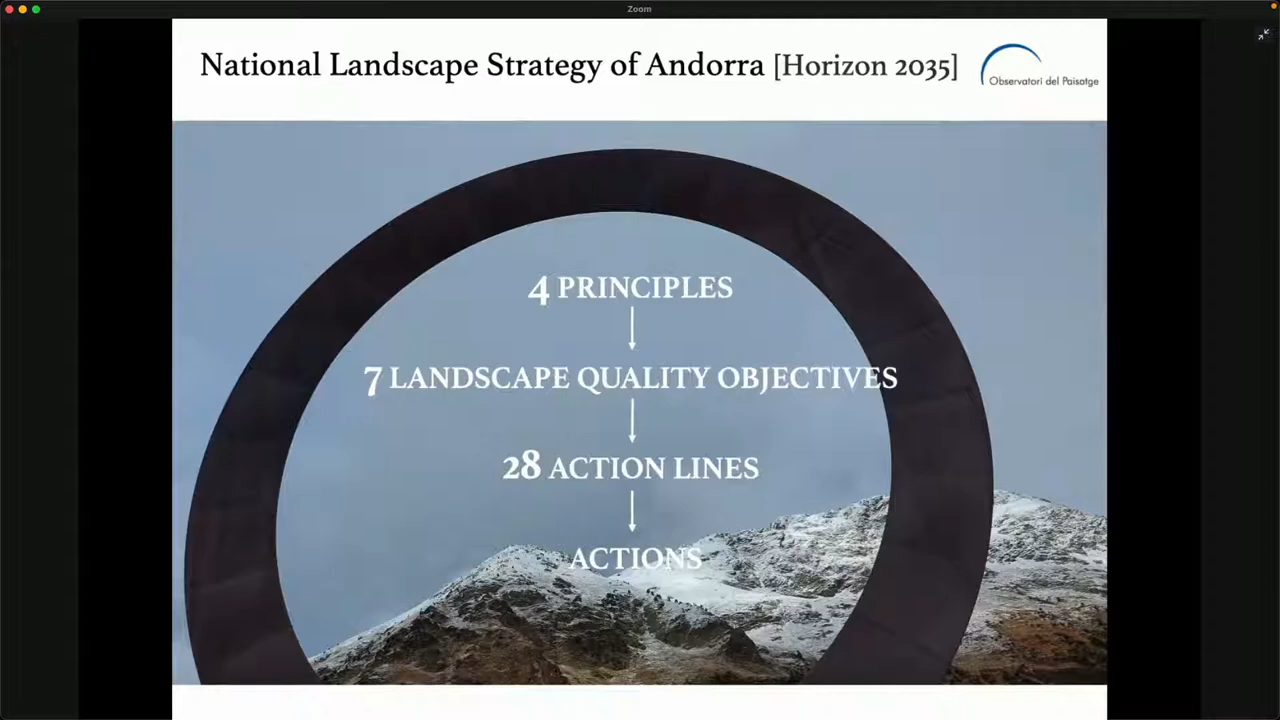 Zoom
National Landscape Strategy of Andorra [Horizon 2035]
Observatori del Paisatge
4 PRINCIPLES
7 LANDSCAPE QUALITY OBJECTIVES
28 ACTION LINES
ACTIONS